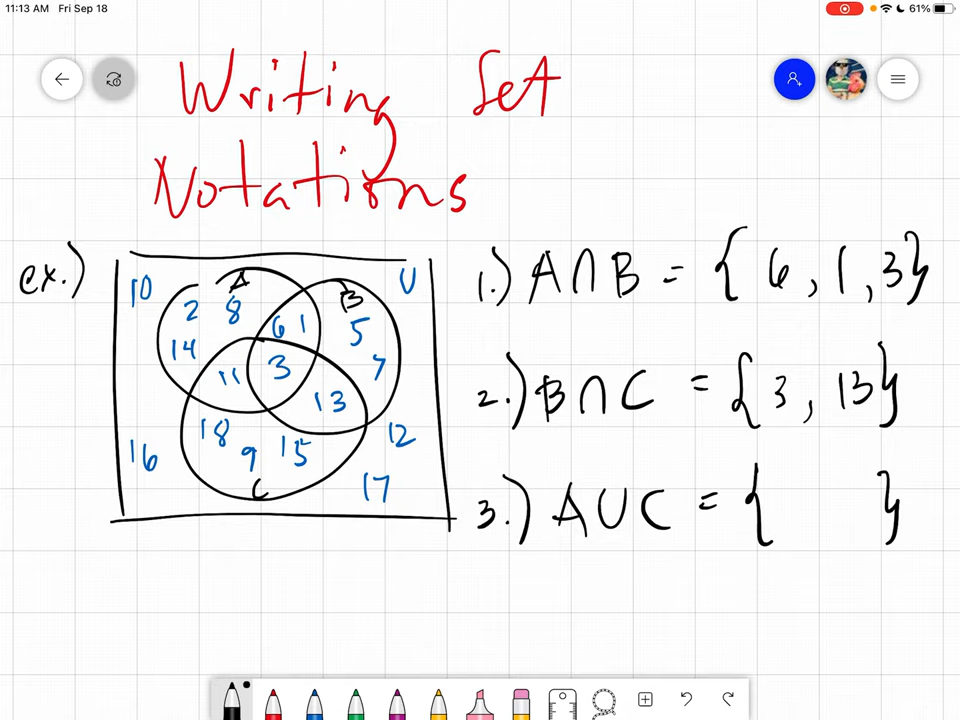 11:13 AM Fri Sep 18
61%
Writing Set
Notations
ex.)
10
A
B
U
2
8
6
1
5
14
11
3
7
13
18
9
15
12
16
C
17
1.) A∩B = {6, 1, 3}
2.) B∩C = {3, 13}
3.) A∪C = { }